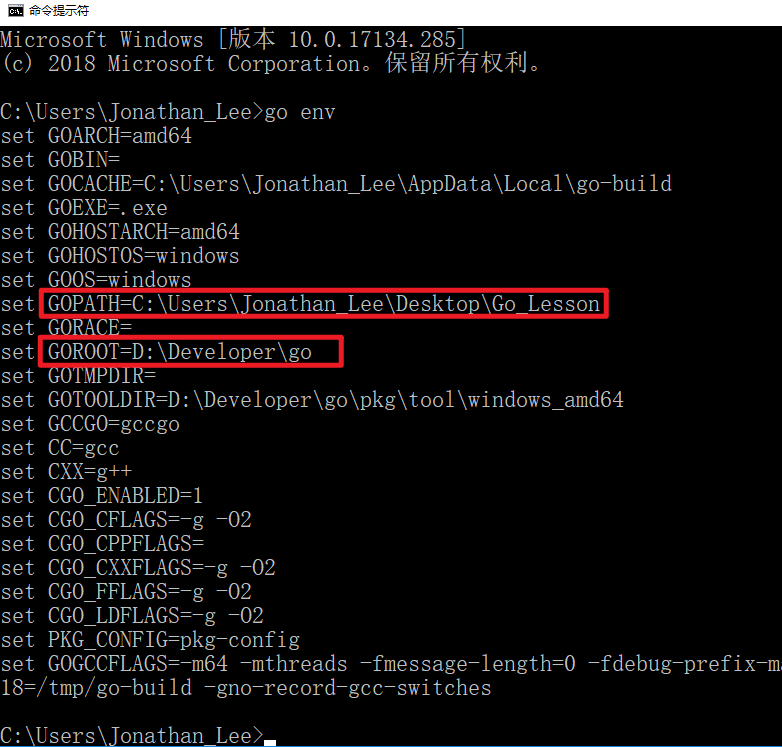 命令提示符
Microsoft Windows [版本 10.0.17134.285]
(c) 2018 Microsoft Corporation。保留所有权利。
C:\Users\Jonathan_Lee>go env
set GOARCH=amd64
set GOBIN=
set GOCACHE=C:\Users\Jonathan_Lee\AppData\Local\go-build
set GOEXE=.exe
set GOHOSTARCH=amd64
set GOHOSTOS=windows
set GOOS=windows
set GOPATH=C:\Users\Jonathan_Lee\Desktop\Go_Lesson
set GORACE=
set GOROOT=D:\Developer\go
set GOTMPDIR=
set GOTOOLDIR=D:\Developer\go\pkg\tool\windows_amd64
set GCCGO=gccgo
set CC=gcc
set CXX=g++
set CGO_ENABLED=1
set CGO_CFLAGS=-g -O2
set CGO_CPPFLAGS=
set CGO_CXXFLAGS=-g -O2
set CGO_FFLAGS=-g -O2
set CGO_LDFLAGS=-g -O2
set PKG_CONFIG=pkg-config
set GOGCCFLAGS=-m64 -mthreads -fmessage-length=0 -fdebug-prefix-ma
18=/tmp/go-build -gno-record-gcc-switches
C:\Users\Jonathan_Lee>